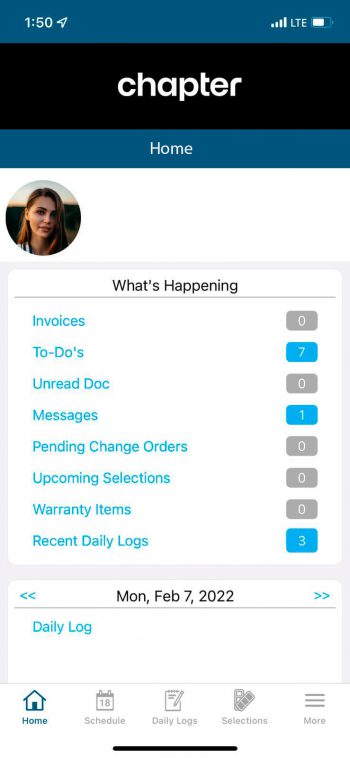 1:50 LTE
chapter
Home
What's Happening
Invoices 0
To-Do's 7
Unread Doc 0
Messages 1
Pending Change Orders 0
Upcoming Selections 0
Warranty Items 0
Recent Daily Logs 3
<< Mon, Feb 7, 2022 >>
Daily Log
18
Home Schedule Daily Logs Selections More